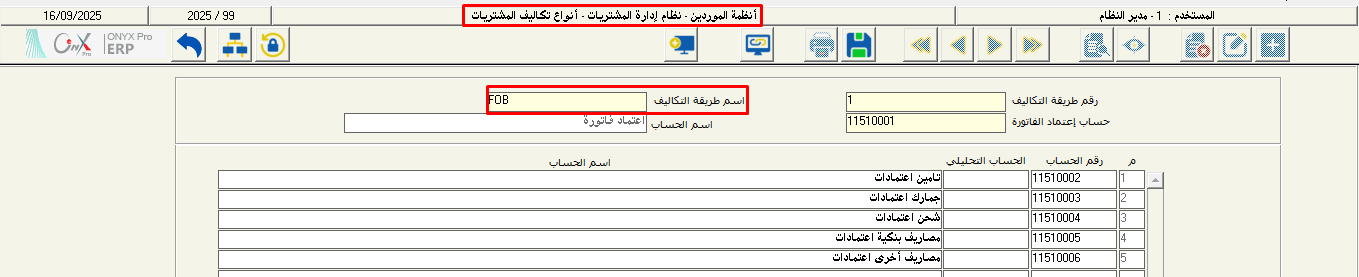 المستخدم : 1 - مدير النظام
أنظمة الموردين - نظام إدارة المشتريات - أنواع تكاليف المشتريات
2025 / 99
16/09/2025
OnyX Pro
ONYX Pro
ERP
رقم طريقة التكاليف 1
اسم طريقة التكاليف FOB
حساب إعتماد الفاتورة 11510001
اسم الحساب اعتماد فاتورة
م رقم الحساب الحساب التحليلي اسم الحساب
1 11510002 تامين اعتمادات
2 11510003 جمارك اعتمادات
3 11510004 شحن اعتمادات
4 11510005 مصاريف بنكية اعتمادات
5 11510006 مصاريف أخرى اعتمادات